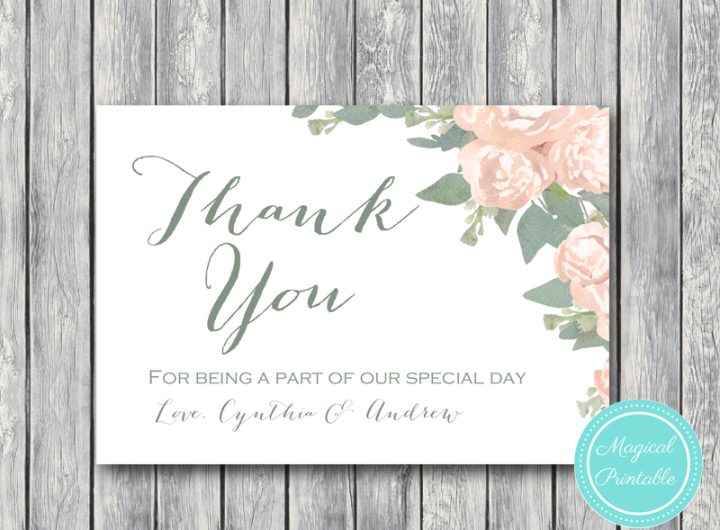 Thank
You
For being a part of our special day
Love, Cynthia & Andrew
Magical
Printable